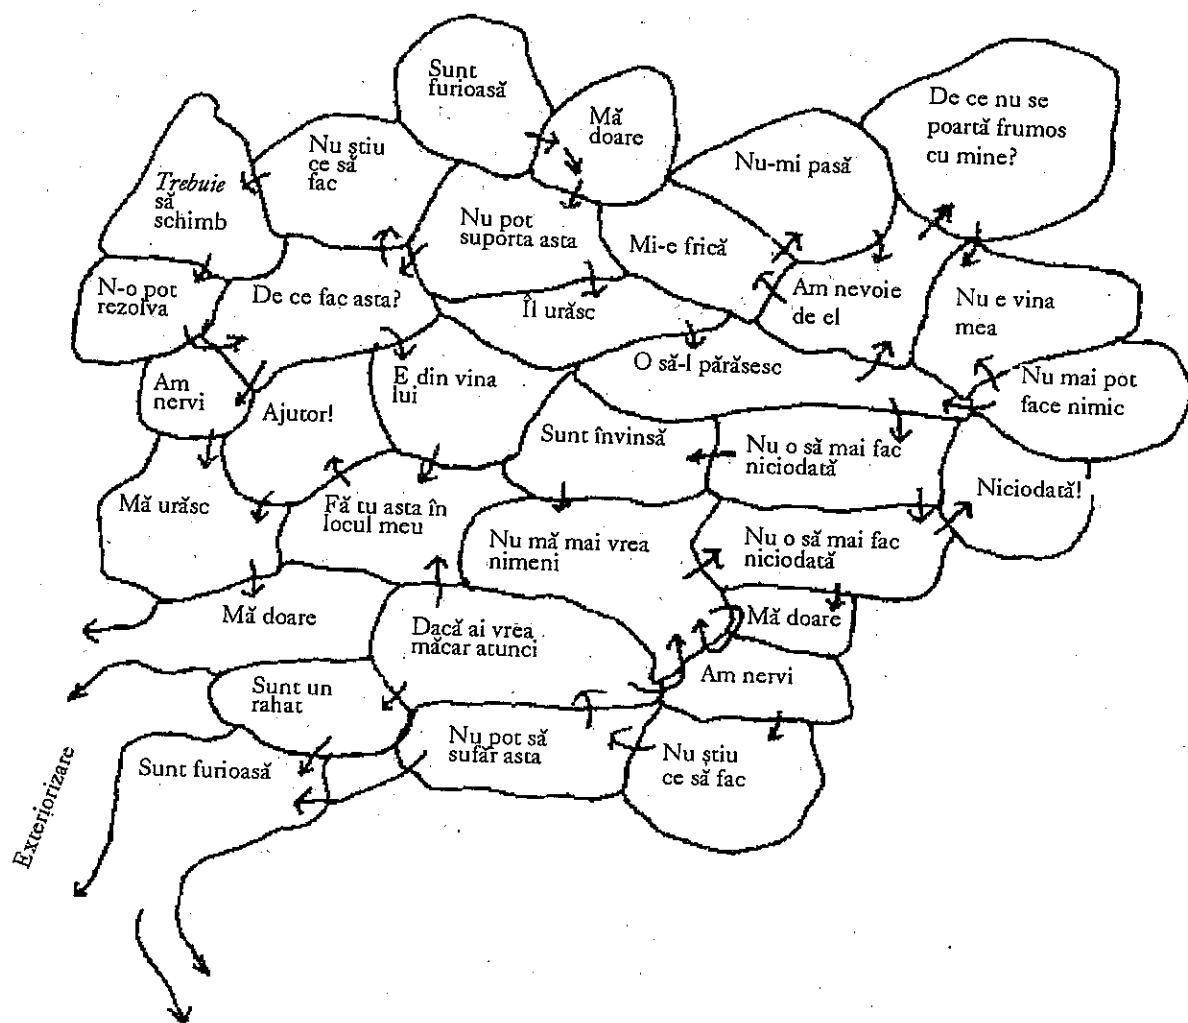 Sunt
furioasă
Mă
doare
De ce nu se
poartă frumos
cu mine?
Nu știu
ce să
fac
Nu-mi pasă
Trebuie
să
schimb
Nu pot
suporta asta
Mi-e frică
N-o pot
rezolva
De ce fac asta?
Îl urăsc
Am nevoie
de el
Nu e vina
mea
Am
nervi
Ajutor!
E din vina
lui
O să-l părăsesc
Nu mai pot
face nimic
Sunt învinsă
Nu o să mai fac
niciodată
Niciodată!
Mă urăsc
Fă tu asta în
locul meu
Nu mă mai vrea
nimeni
Nu o să mai fac
niciodată
Mă doare
Dacă ai vrea
măcar atunci
Mă doare
Am nervi
Sunt un
rahat
Nu pot să
sufăr asta
Nu știu
ce să fac
Sunt furioasă
Exteriorizare